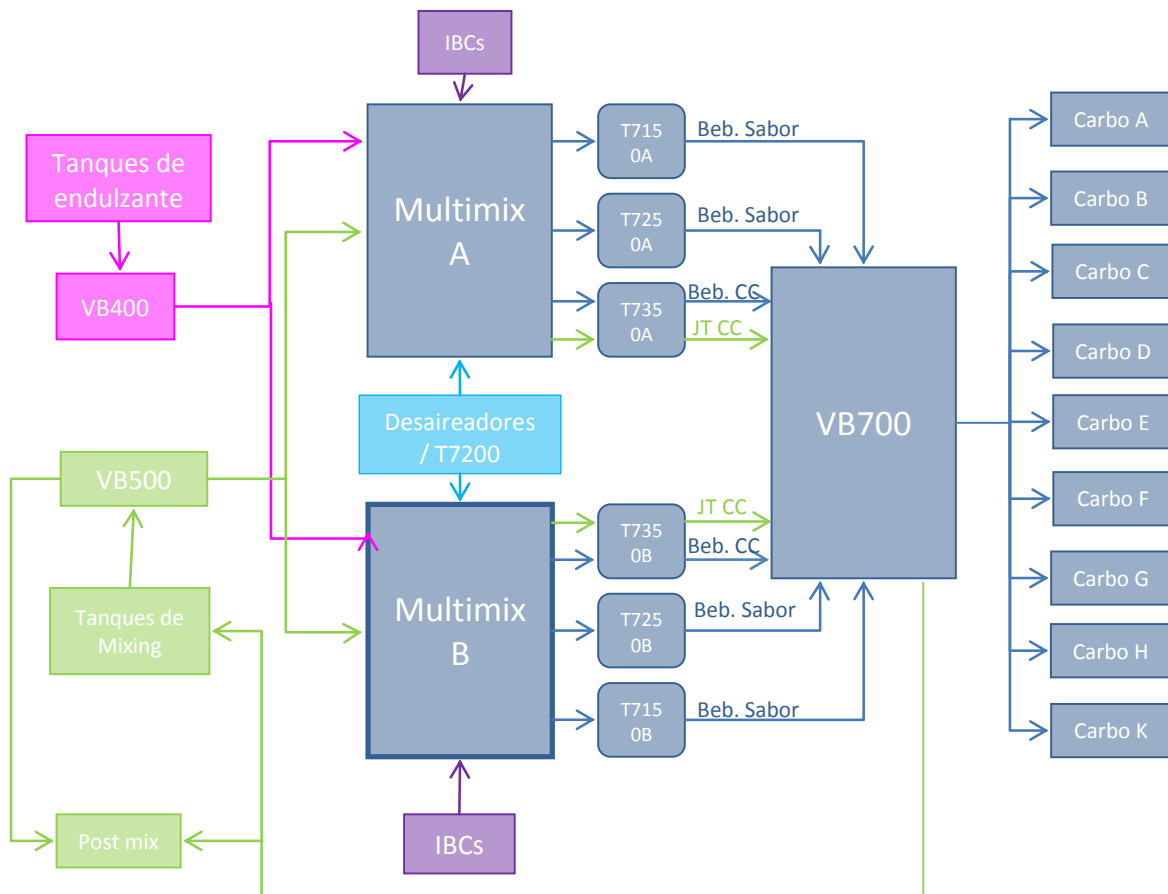 IBCs
Tanques de
endulzante
VB400
Multimix
A
T715
0A
Beb. Sabor
T725
0A
Beb. Sabor
T735
0A
Beb. CC
JT CC
Desaireadores
/ T7200
VB500
Tanques de
Mixing
Post mix
Multimix
B
T735
0B
JT CC
Beb. CC
T725
0B
Beb. Sabor
T715
0B
Beb. Sabor
IBCs
VB700
Carbo A
Carbo B
Carbo C
Carbo D
Carbo E
Carbo F
Carbo G
Carbo H
Carbo K